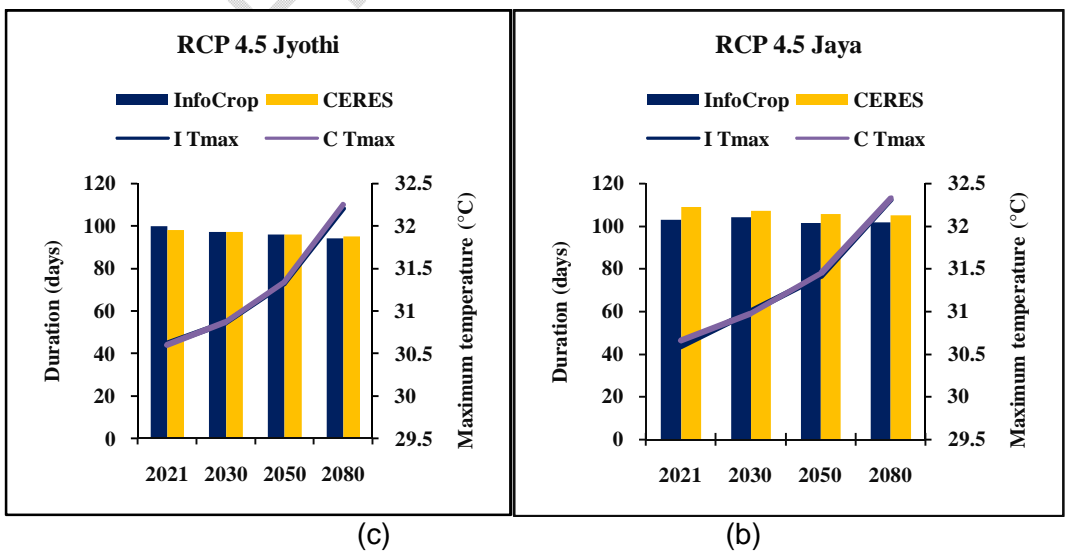 RCP 4.5 Jyothi
InfoCrop CERES
I Tmax C Tmax
Duration (days)
120
100
80
60
40
20
0
32.5
32
31.5
31
30.5
30
29.5
Maximum temperature (°C)
2021 2030 2050 2080
(c)
RCP 4.5 Jaya
InfoCrop CERES
I Tmax C Tmax
Duration (days)
120
100
80
60
40
20
0
32.5
32
31.5
31
30.5
30
29.5
Maximum temperature (°C)
2021 2030 2050 2080
(b)